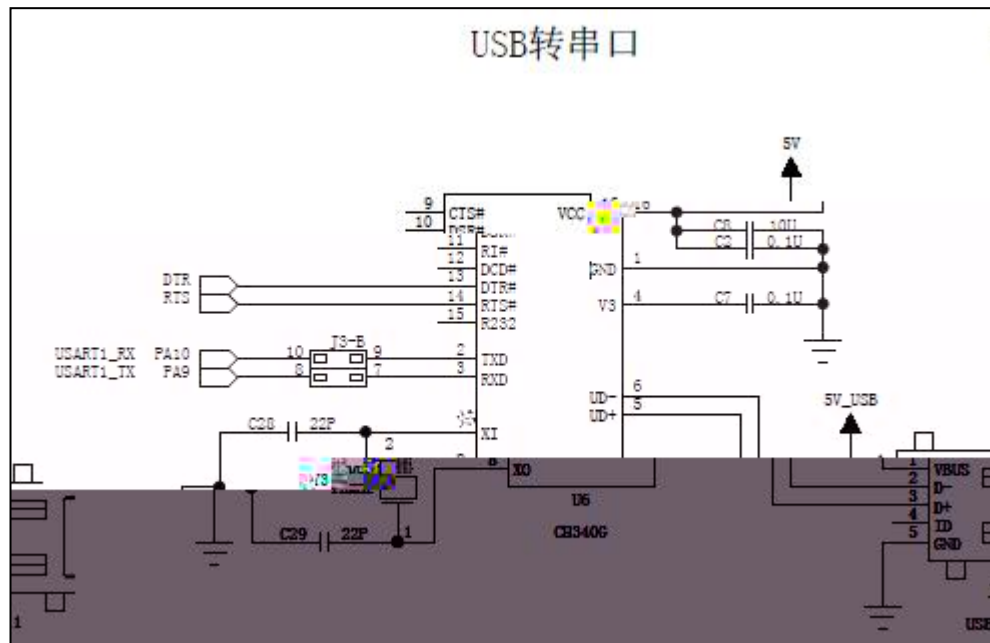 USB转串口
5V
9 CTS# VCC
10 DSR# C3 10U
11 RI# C2 0.1U
12 DCD# GND 1
DTR 13 DTR#
RTS 14 RTS# V3 4 C7 0.1U
15 R232
J3-B
USART1_RX PA10 10 9 2 TXD
USART1_TX PA9 8 7 3 RXD
UD- 6
UD+ 5
5V_USB
C28 22P XI
2
Y3 8 XO 1 VBUS
2 D-
U6 3 D+
4 ID
C29 22P 1 CH340G 5 GND
1